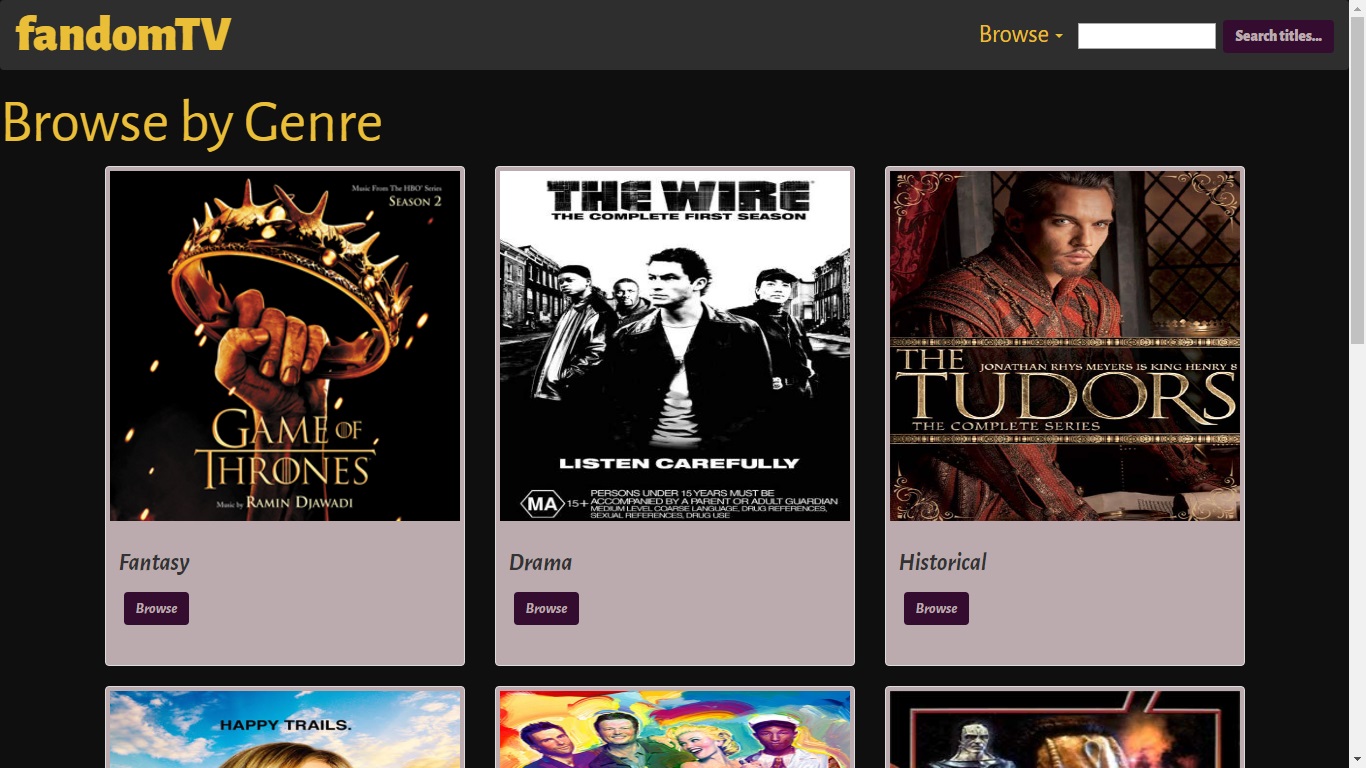 fandomTV
Browse
Search titles...
Browse by Genre
Music From The HBO® Series
SEASON 2
GAME OF
THRONES
Music by RAMIN DJAWADI
THE WIRE
THE COMPLETE FIRST SEASON
LISTEN CAREFULLY
MA 15+
PERSONS UNDER 15 YEARS MUST BE
ACCOMPANIED BY A PARENT OR ADULT GUARDIAN
MEDIUM LEVEL COARSE LANGUAGE, DRUG REFERENCES,
SEXUAL REFERENCES, DRUG USE
THE
JONATHAN RHYS MEYERS IS KING HENRY 8
TUDORS
THE COMPLETE SERIES
Fantasy
Drama
Historical
Browse
Browse
Browse
HAPPY TRAILS.